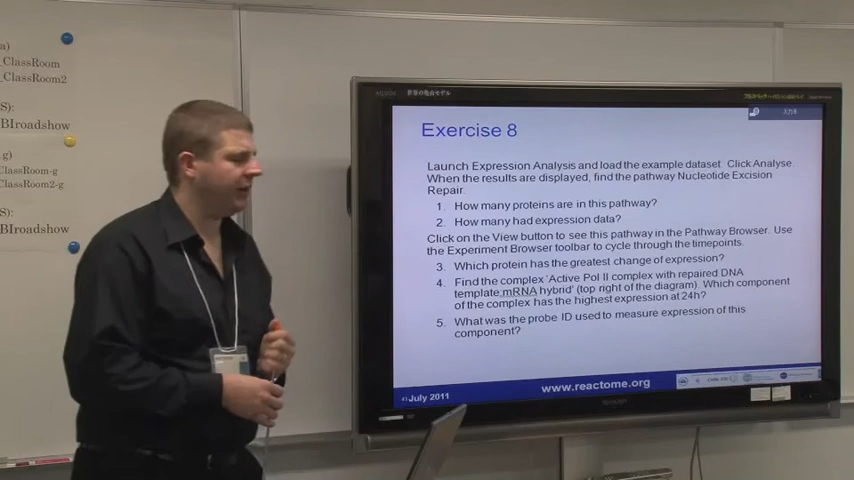 a)
ClassRoom
ClassRoom2
S):
BIroadshow
g)
ClassRoom-g
ClassRoom2-g
S):
BIroadshow
Exercise 8
Launch Expression Analysis and load the example dataset Click Analyse.
When the results are displayed, find the pathway Nucleotide Excision
Repair.
1. How many proteins are in this pathway?
2. How many had expression data?
Click on the View button to see this pathway in the Pathway Browser. Use
the Experiment Browser toolbar to cycle through the timepoints.
3. Which protein has the greatest change of expression?
4. Find the complex 'Active Pol II complex with repaired DNA
template mRNA hybrid' (top right of the diagram). Which component
of the complex has the highest expression at 24h?
5. What was the probe ID used to measure expression of this
component?
July 2011
www.reactome.org